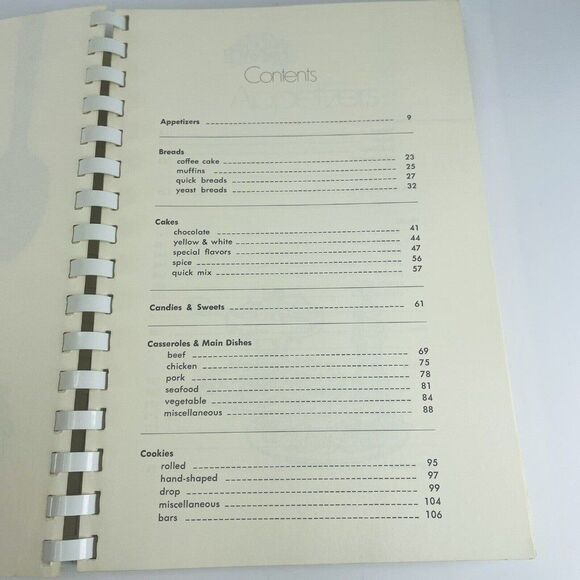 Contents
Appetizers 9
Breads
coffee cake 23
muffins 25
quick breads 27
yeast breads 32
Cakes
chocolate 41
yellow & white 44
special flavors 47
spice 56
quick mix 57
Candies & Sweets 61
Casseroles & Main Dishes
beef 69
chicken 75
pork 78
seafood 81
vegetable 84
miscellaneous 88
Cookies
rolled 95
hand-shaped 97
drop 99
miscellaneous 104
bars 106